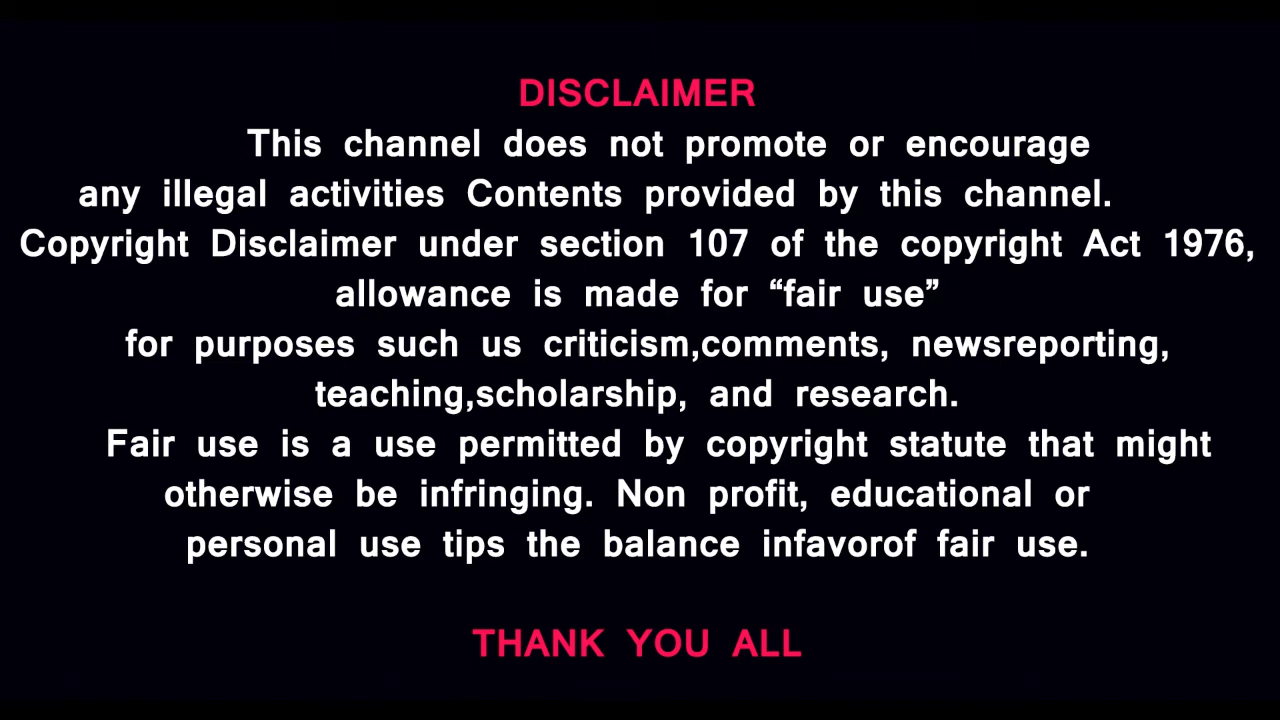 DISCLAIMER
This channel does not promote or encourage
any illegal activities Contents provided by this channel.
Copyright Disclaimer under section 107 of the copyright Act 1976,
allowance is made for “fair use”
for purposes such us criticism,comments, newsreporting,
teaching,scholarship, and research.
Fair use is a use permitted by copyright statute that might
otherwise be infringing. Non profit, educational or
personal use tips the balance infavorof fair use.
THANK YOU ALL